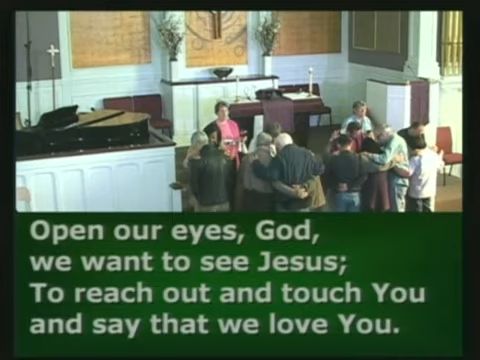 Open our eyes, God,
we want to see Jesus;
To reach out and touch You
and say that we love You.